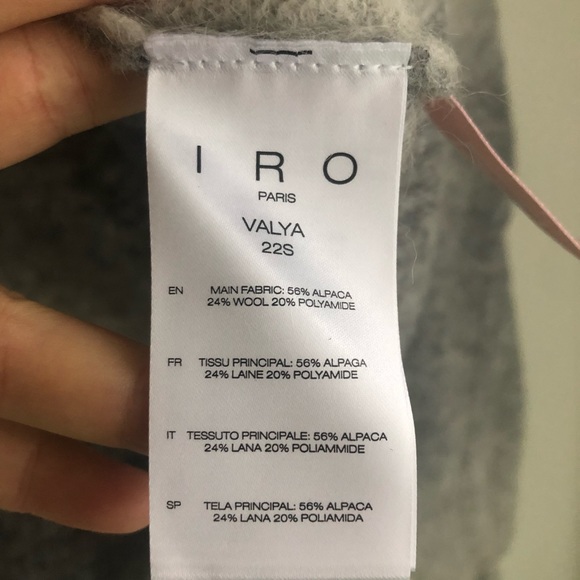 IRO
PARIS
VALYA
22S
EN MAIN FABRIC: 56% ALPACA
24% WOOL 20% POLYAMIDE
FR TISSU PRINCIPAL: 56% ALPAGA
24% LAINE 20% POLYAMIDE
IT TESSUTO PRINCIPALE: 56% ALPACA
24% LANA 20% POLIAMMIDE
SP TELA PRINCIPAL: 56% ALPACA
24% LANA 20% POLIAMIDA